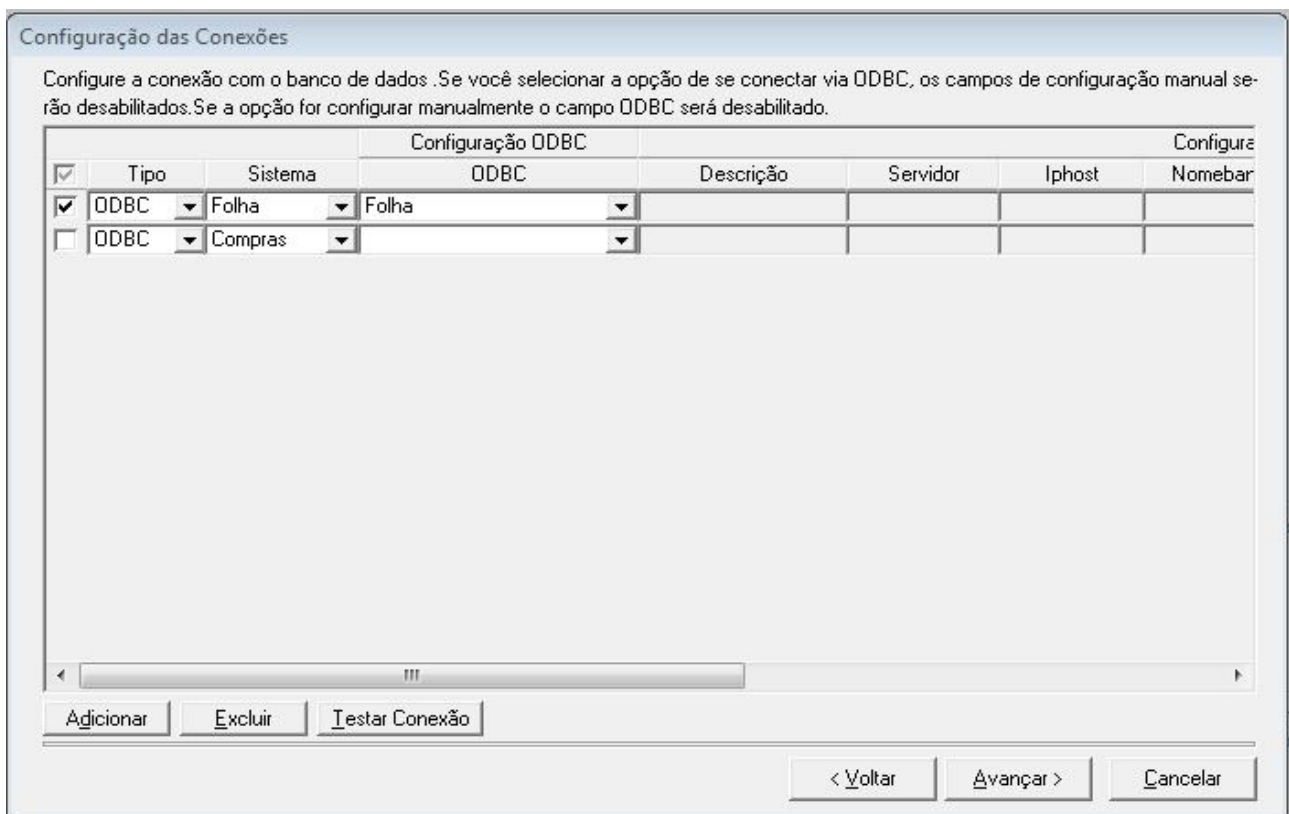 Configuração das Conexões
Configure a conexão com o banco de dados .Se você selecionar a opção de se conectar via ODBC, os campos de configuração manual se-
rão desabilitados.Se a opção for configurar manualmente o campo ODBC será desabilitado.
Configuração ODBC Configura
Tipo Sistema ODBC Descrição Servidor Iphost Nomebar
ODBC Folha Folha
ODBC Compras
Adicionar Excluir Testar Conexão
< Voltar Avançar > Cancelar